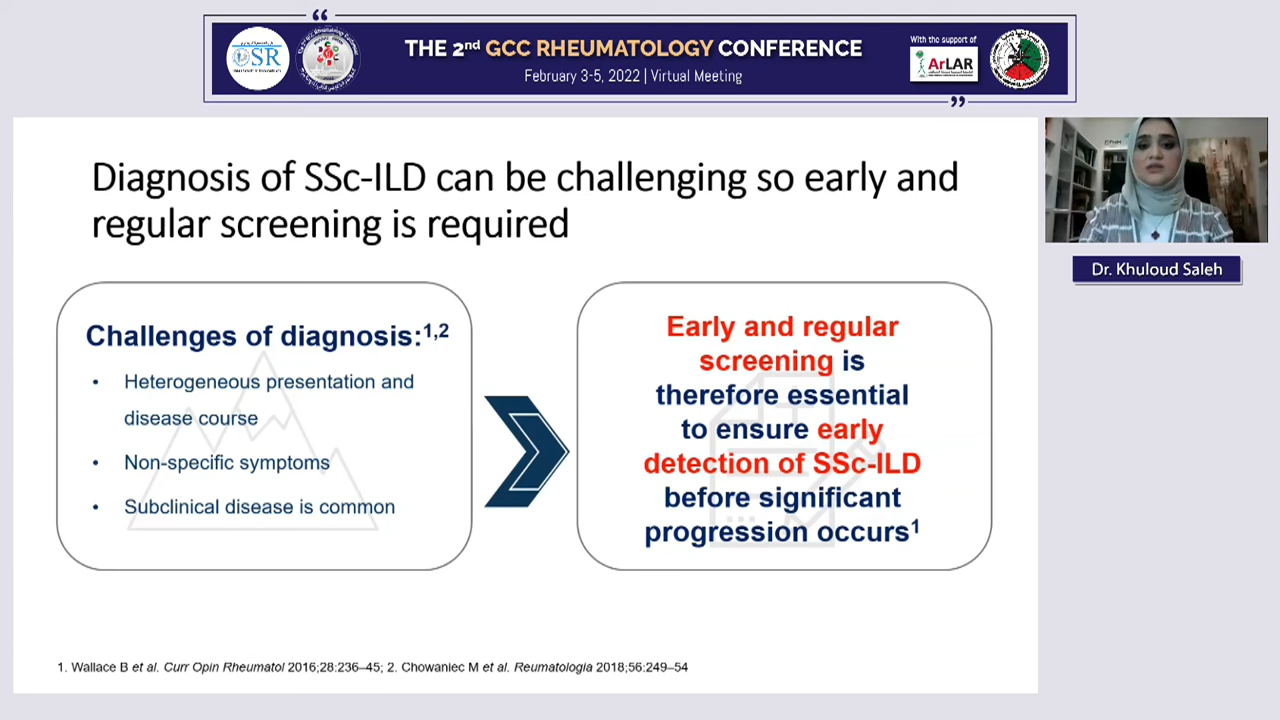 “
THE 2nd GCC RHEUMATOLOGY CONFERENCE
February 3-5, 2022 | Virtual Meeting
OSR
With the support of
ArLAR
”
Diagnosis of SSc-ILD can be challenging so early and
regular screening is required
Challenges of diagnosis:1,2
• Heterogeneous presentation and
disease course
• Non-specific symptoms
• Subclinical disease is common
Early and regular
screening is
therefore essential
to ensure early
detection of SSc-ILD
before significant
progression occurs1
Dr. Khuloud Saleh
1. Wallace B et al. Curr Opin Rheumatol 2016;28:236–45; 2. Chowaniec M et al. Reumatologia 2018;56:249–54